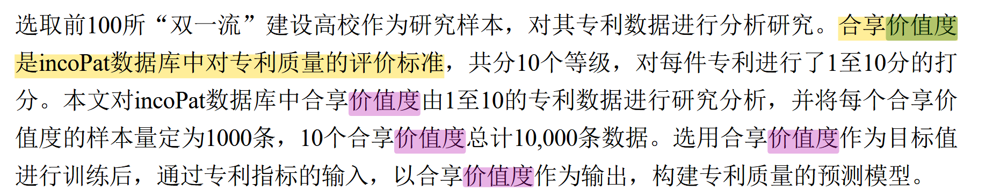 选取前100所“双一流”建设高校作为研究样本，对其专利数据进行分析研究。合享价值度
是incoPat数据库中对专利质量的评价标准，共分10个等级，对每件专利进行了1至10分的打
分。本文对incoPat数据库中合享价值度由1至10的专利数据进行研究分析，并将每个合享价
值度的样本量定为1000条，10个合享价值度总计10,000条数据。选用合享价值度作为目标值
进行训练后，通过专利指标的输入，以合享价值度作为输出，构建专利质量的预测模型。